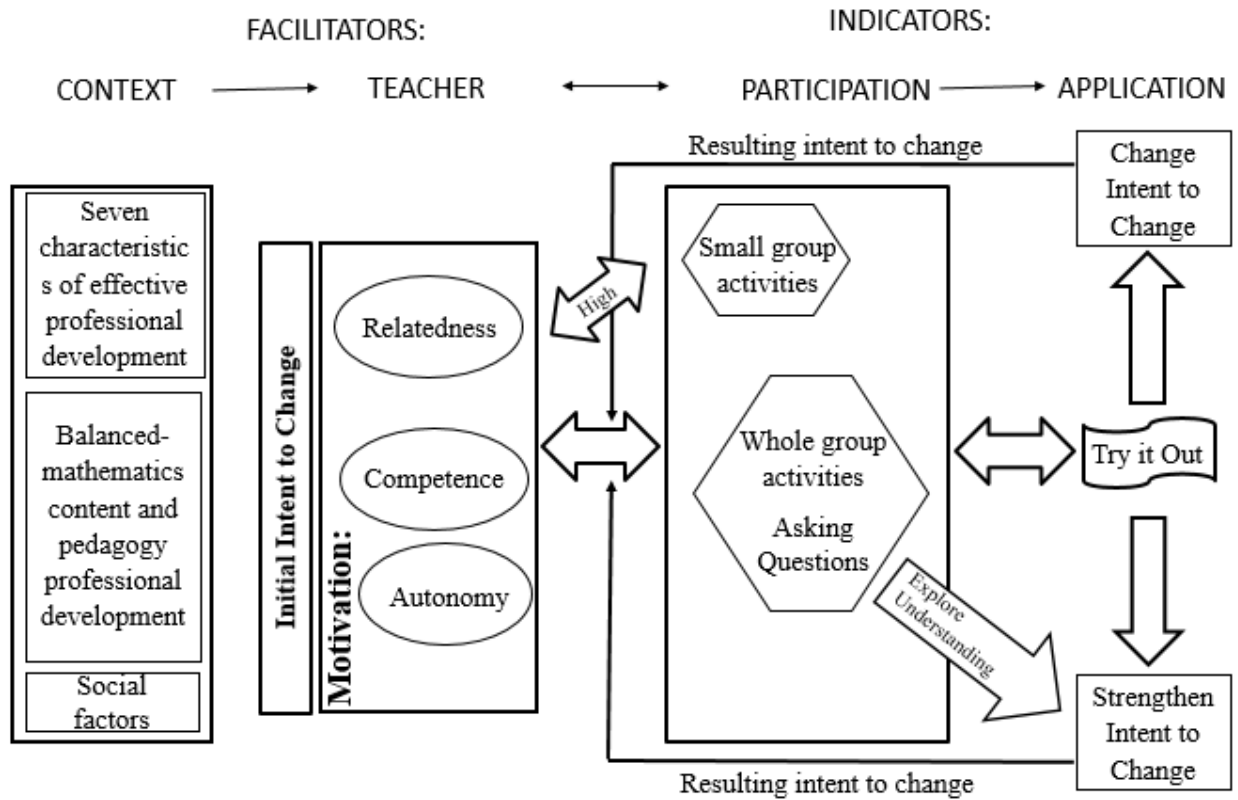 FACILITATORS:
INDICATORS:
CONTEXT
TEACHER
PARTICIPATION
APPLICATION
Seven
characteristic
s of effective
professional
development
Balanced-
mathematics
content and
pedagogy
professional
development
Social
factors
Initial Intent to Change
Motivation:
Relatedness
Competence
Autonomy
High
Resulting intent to change
Small group
activities
Whole group
activities
Asking
Questions
Explore
Understanding
Change
Intent to
Change
Try it Out
Strengthen
Intent to
Change
Resulting intent to change